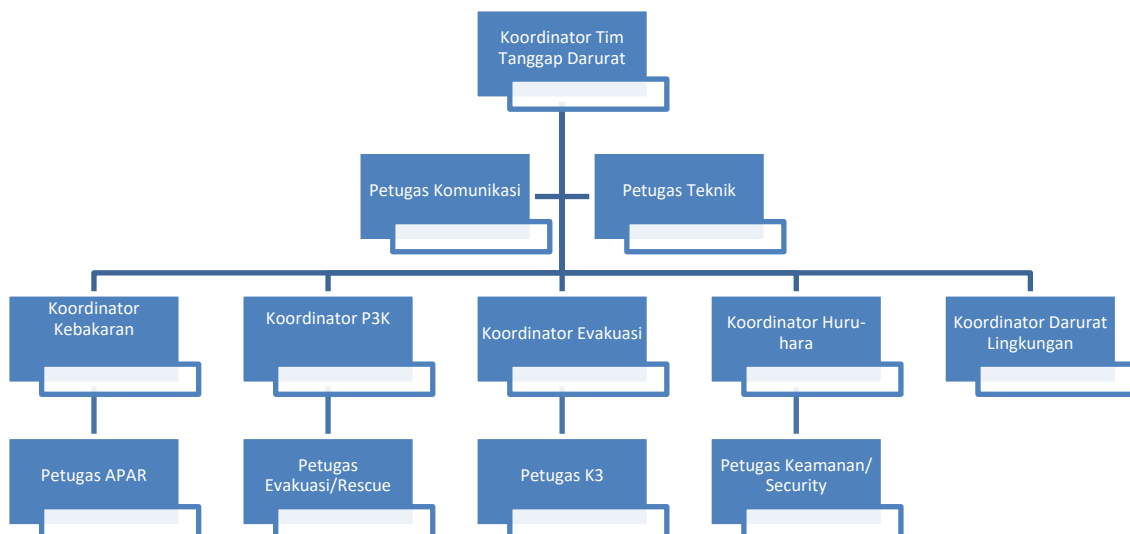 Koordinator Tim
Tanggap Darurat
Petugas Komunikasi
Petugas Teknik
Koordinator
Kebakaran
Koordinator P3K
Koordinator Evakuasi
Koordinator Huru-
hara
Koordinator Darurat
Lingkungan
Petugas APAR
Petugas
Evakuasi/Rescue
Petugas K3
Petugas Keamanan/
Security